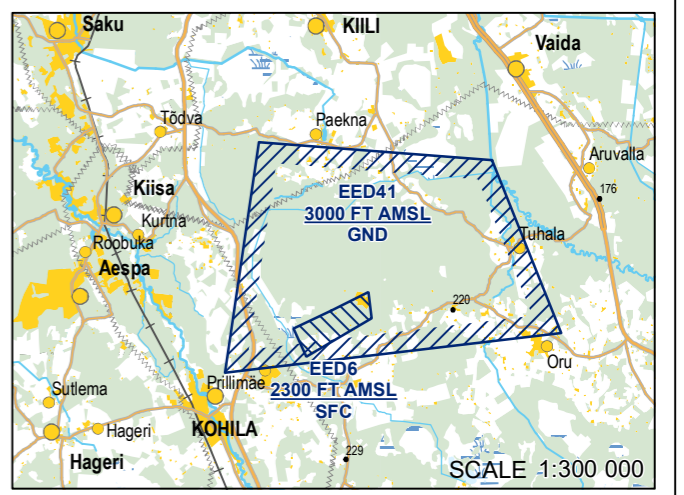 Saku
KIILI
Vaida
Tõdva
Paekna
Aruvalla
176
Kiisa
Kurtna
Roobuka
Aespa
EED41
3000 FT AMSL
GND
Tuhala
220
Oru
EED6
2300 FT AMSL
SFC
Prillimäe
Sutlema
Hageri
KOHILA
Hageri
229
SCALE 1:300 000